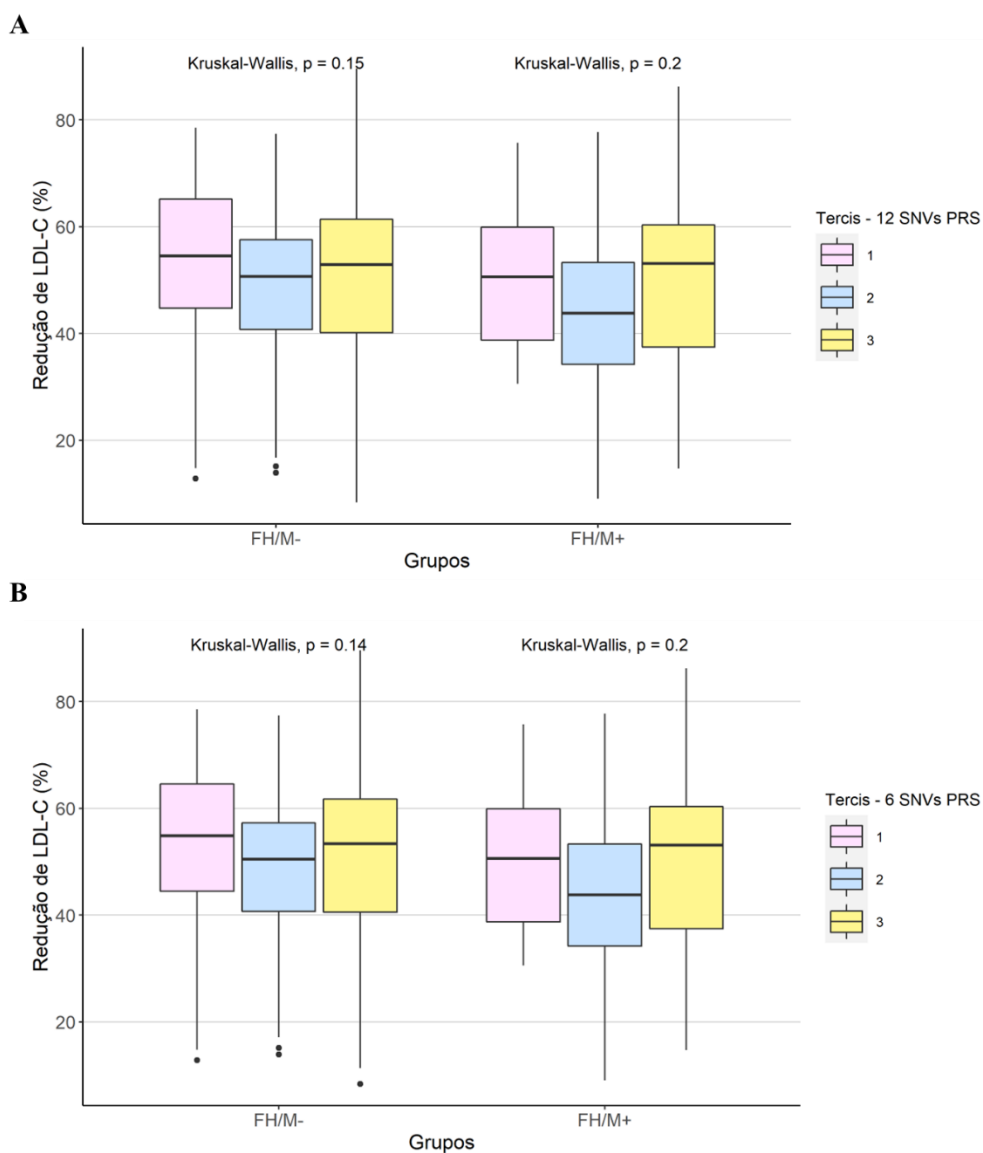 A
Kruskal-Wallis, p = 0.15
Kruskal-Wallis, p = 0.2
80
60
40
20
Redução de LDL-C (%)
FH/M-
FH/M+
Grupos
Tercis - 12 SNVs PRS
1
2
3
B
Kruskal-Wallis, p = 0.14
Kruskal-Wallis, p = 0.2
80
60
40
20
Redução de LDL-C (%)
FH/M-
FH/M+
Grupos
Tercis - 6 SNVs PRS
1
2
3